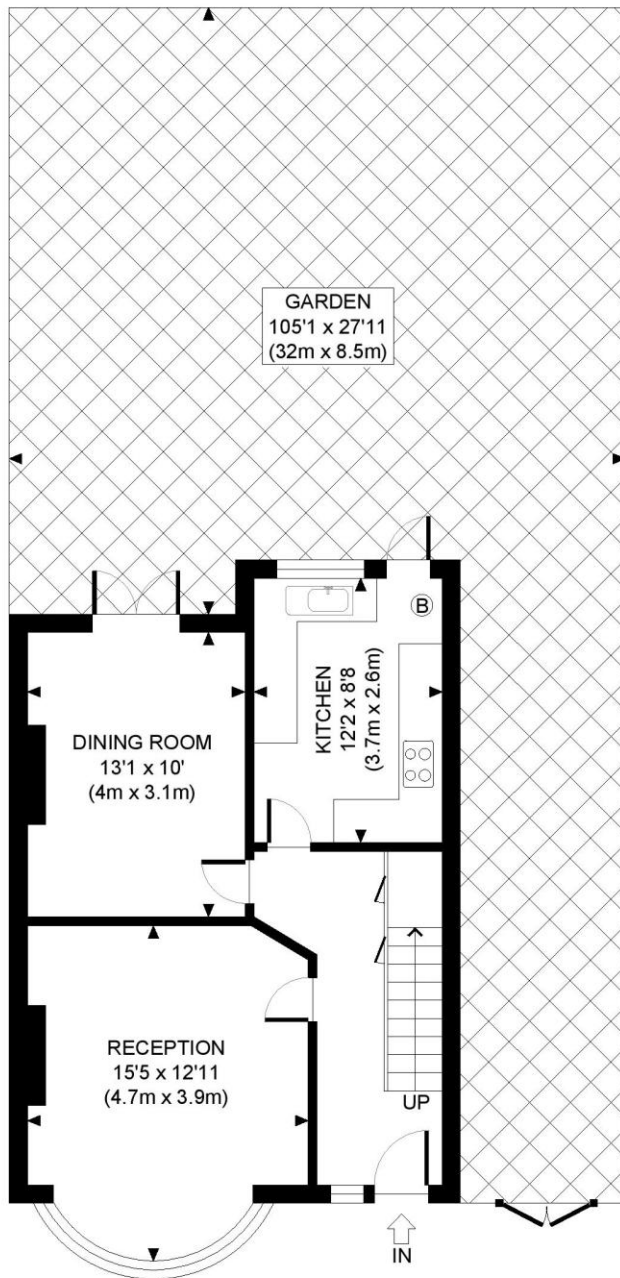 GARDEN
105'1 x 27'11
(32m x 8.5m)
B
KITCHEN
12'2 x 8'8
(3.7m x 2.6m)
DINING ROOM
13'1 x 10'
(4m x 3.1m)
RECEPTION
15'5 x 12'11
(4.7m x 3.9m)
UP
IN